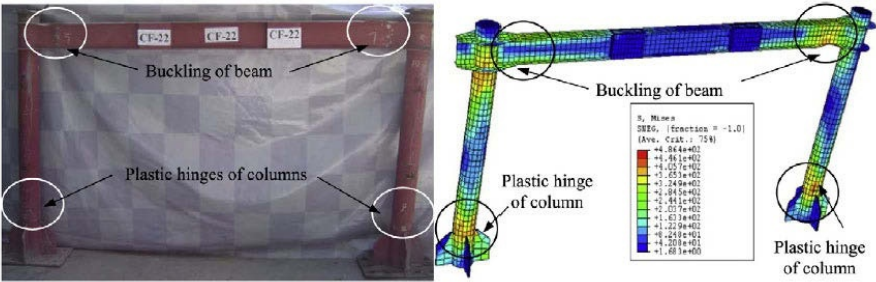 CF-22
CF-22
CF-22
Buckling of beam
Plastic hinges of columns
Buckling of beam
S, Mises
SNEG, (fraction = -1.0)
(Ave. Crit.: 75%)
+4.864e+02
+4.461e+02
+4.057e+02
+3.653e+02
+3.249e+02
+2.845e+02
+2.441e+02
+2.037e+02
+1.633e+02
+1.229e+02
+8.248e+01
+4.208e+01
+1.683e+00
Plastic hinge
of column
Plastic hinge
of column